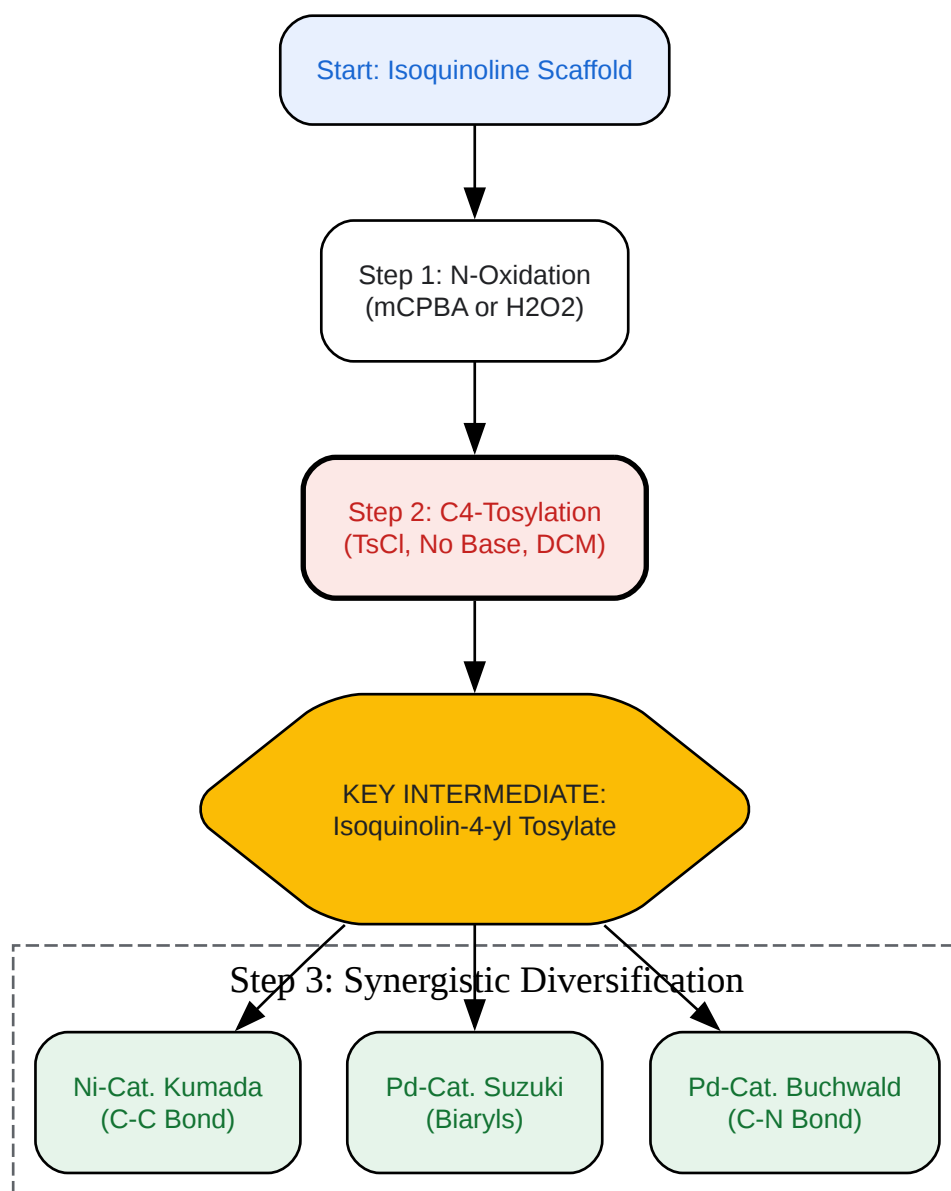 Start: Isoquinoline Scaffold
Step 1: N-Oxidation
(mCPBA or H2O2)
Step 2: C4-Tosylation
(TsCl, No Base, DCM)
KEY INTERMEDIATE:
Isoquinolin-4-yl Tosylate
Step 3: Synergistic Diversification
Ni-Cat. Kumada
(C-C Bond)
Pd-Cat. Suzuki
(Biaryls)
Pd-Cat. Buchwald
(C-N Bond)